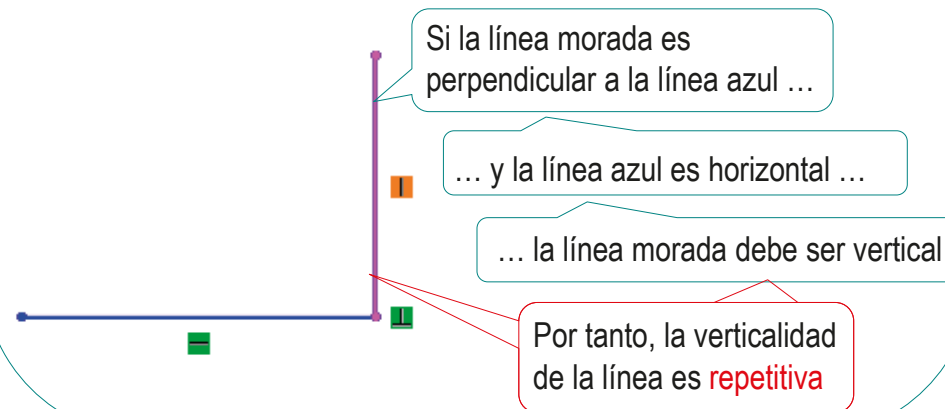 Si la línea morada es
perpendicular a la línea azul …
… y la línea azul es horizontal …
… la línea morada debe ser vertical
Por tanto, la verticalidad
de la línea es repetitiva